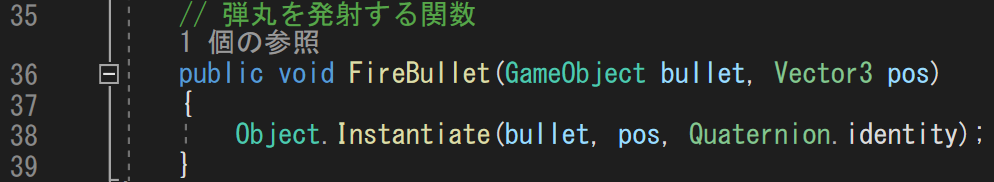 35 // 弾丸を発射する関数
1 個の参照
36 public void FireBullet(GameObject bullet, Vector3 pos)
37 {
38 Object.Instantiate(bullet, pos, Quaternion.identity);
39 }